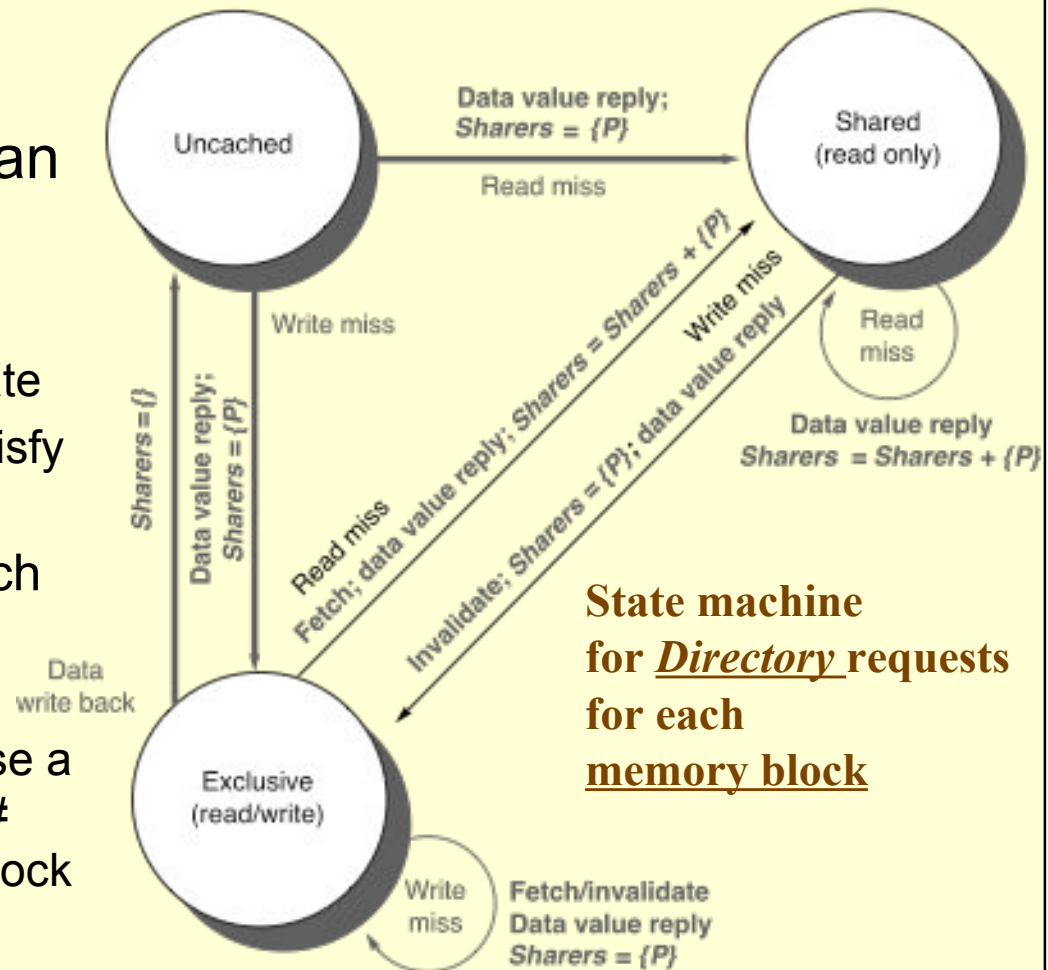 an
ate
isfy
ch
se a
#
ock
Uncached
Data value reply;
Sharers = {P}
Read miss
Shared
(read only)
Read
miss
Data value reply
Sharers = Sharers + {P}
Write miss
Sharers = {}
Data value reply;
Sharers = {P}
Read miss
Fetch; data value reply; Sharers = Sharers + {P}
Write miss
Invalidate; Sharers = {P}; data value reply
Data
write back
State machine
for Directory requests
for each
memory block
Exclusive
(read/write)
Write
miss
Fetch/invalidate
Data value reply
Sharers = {P}